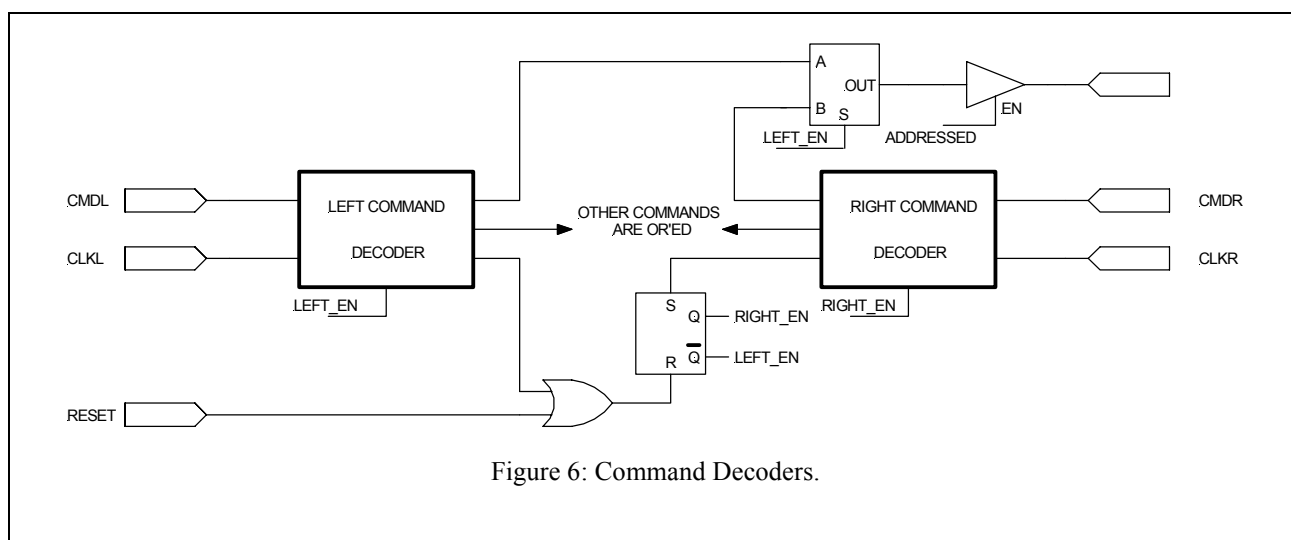 A
OUT
B
S
EN
LEFT_EN
ADDRESSED
CMDL
LEFT COMMAND
DECODER
CLKL
LEFT_EN
OTHER COMMANDS
ARE OR'ED
RIGHT COMMAND
DECODER
CMDR
CLKR
RIGHT_EN
S
Q
RIGHT_EN
Q
LEFT_EN
R
RESET
Figure 6: Command Decoders.